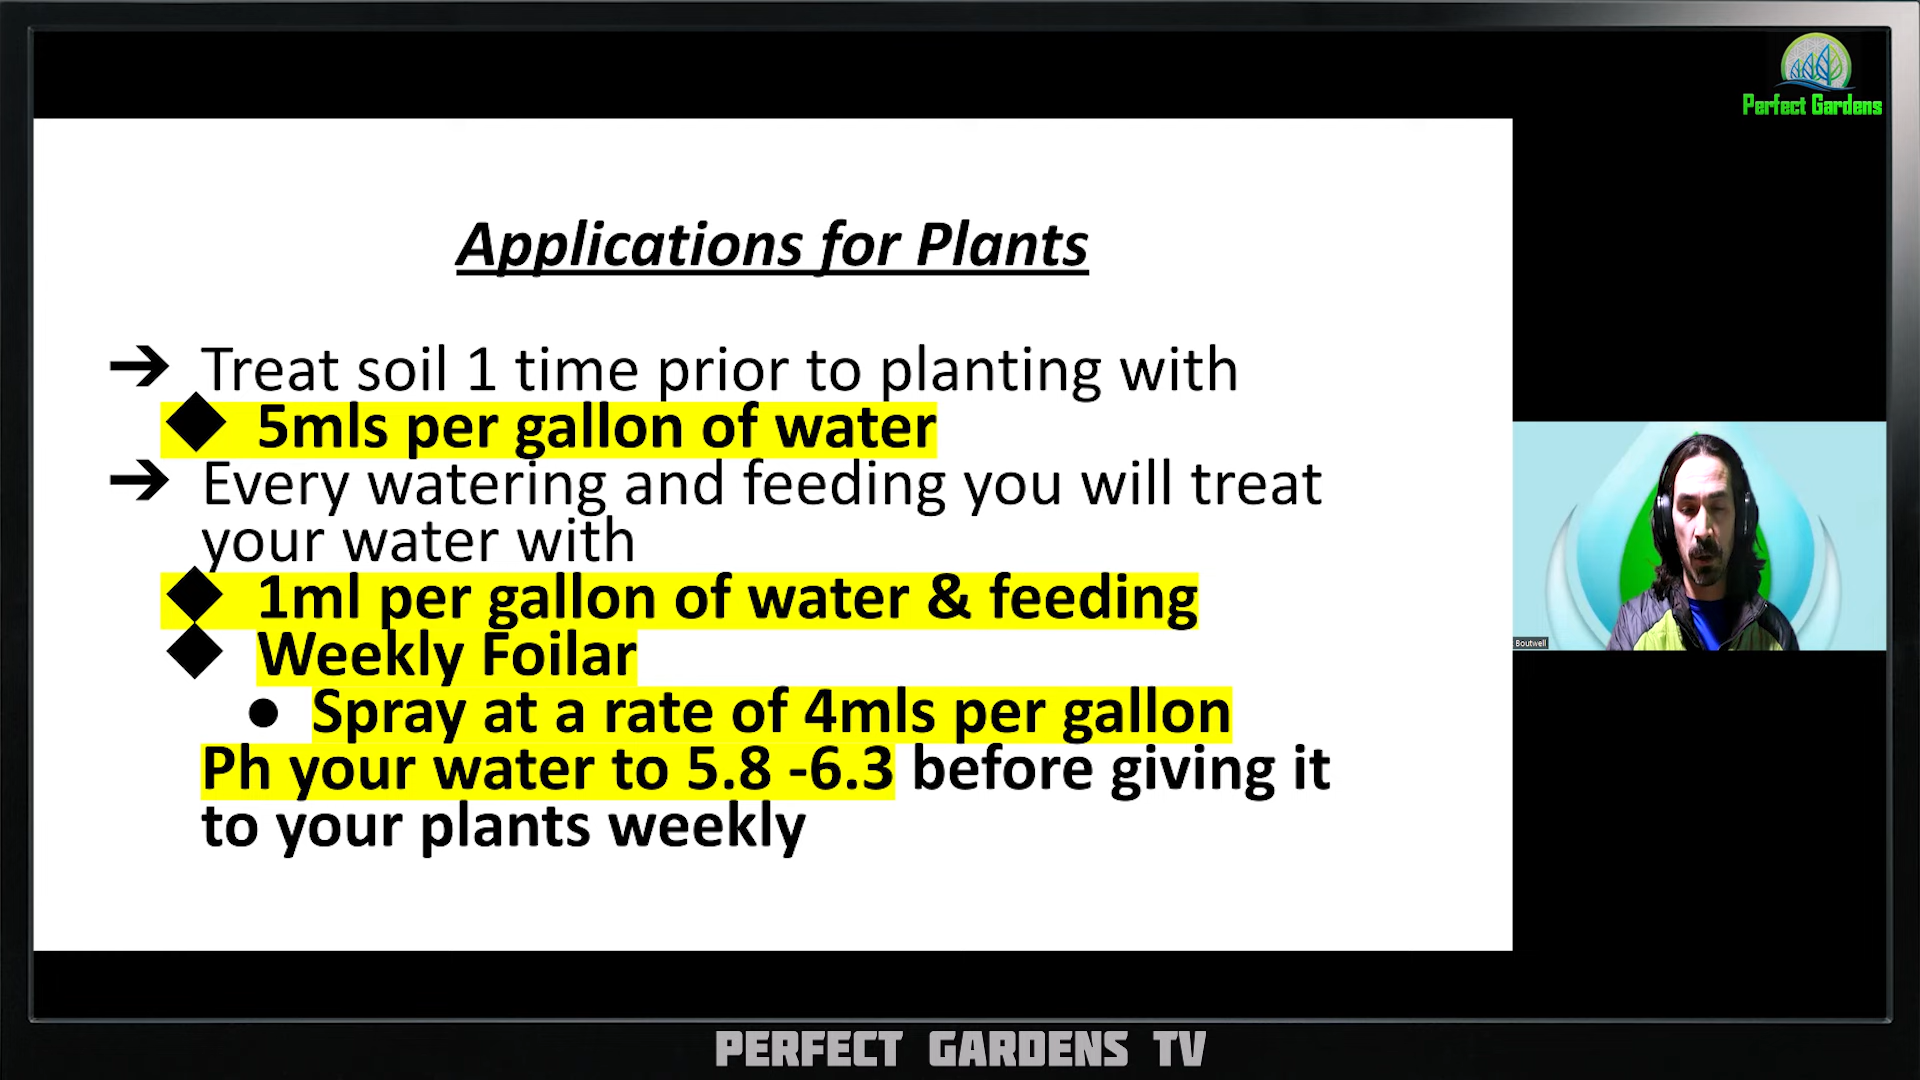 Perfect Gardens
Applications for Plants
➔ Treat soil 1 time prior to planting with
◆ 5mls per gallon of water
➔ Every watering and feeding you will treat
your water with
◆ 1ml per gallon of water & feeding
◆ Weekly Foilar
● Spray at a rate of 4mls per gallon
Ph your water to 5.8 -6.3 before giving it
to your plants weekly
Boutwell
PERFECT GARDENS TV